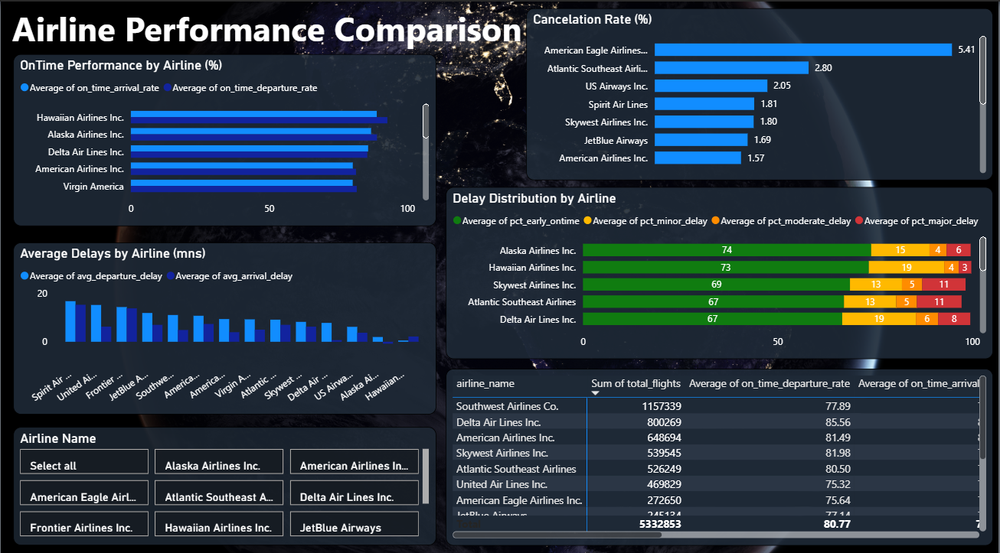 Airline Performance Comparison
OnTime Performance by Airline (%)
Average of on_time_arrival_rate Average of on_time_departure_rate
Hawaiian Airlines Inc.
Alaska Airlines Inc.
Delta Air Lines Inc.
American Airlines Inc.
Virgin America
0 50 100
Cancelation Rate (%)
American Eagle Airlines... 5.41
Atlantic Southeast Airli... 2.80
US Airways Inc. 2.05
Spirit Air Lines 1.81
Skywest Airlines Inc. 1.80
JetBlue Airways 1.69
American Airlines Inc. 1.57
Average Delays by Airline (mns)
Average of avg_departure_delay Average of avg_arrival_delay
20
0
Spirit Air ... United Ai... Frontier ... JetBlue A... Southwe... America... America... Virgin A... Atlantic ... Skywest ... Delta Air ... US Airwa... Alaska Ai... Hawaiian...
Delay Distribution by Airline
Average of pct_early_ontime Average of pct_minor_delay Average of pct_moderate_delay Average of pct_major_delay
Alaska Airlines Inc. 74 15 4 6
Hawaiian Airlines Inc. 73 19 4 3
Skywest Airlines Inc. 69 13 5 11
Atlantic Southeast Airlines 67 13 5 11
Delta Air Lines Inc. 67 19 6 8
0 50 100
Airline Name
Select all Alaska Airlines Inc. American Airlines In...
American Eagle Airl... Atlantic Southeast A... Delta Air Lines Inc.
Frontier Airlines Inc. Hawaiian Airlines Inc. JetBlue Airways
airline_name Sum of total_flights Average of on_time_departure_rate Average of on_time_arrival
Southwest Airlines Co. 1157339 77.89
Delta Air Lines Inc. 800269 85.56
American Airlines Inc. 648694 81.49
Skywest Airlines Inc. 539545 81.98
Atlantic Southeast Airlines 526249 80.50
United Air Lines Inc. 469829 75.32
American Eagle Airlines Inc. 272650 75.64
JetBlue Airways 245134 77.14
5332853 80.77